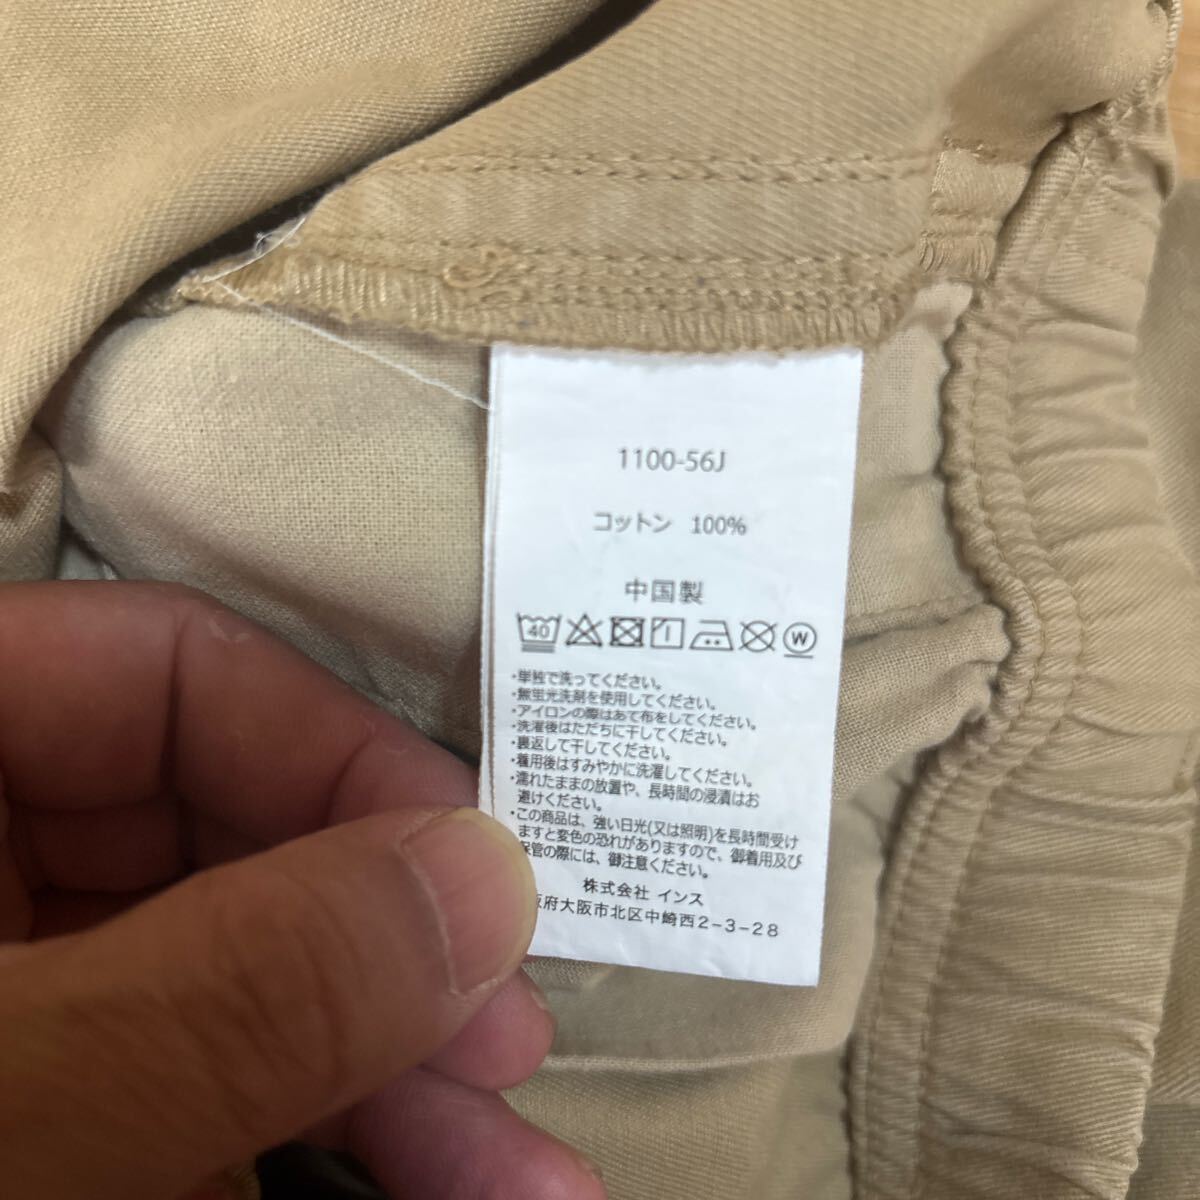 1100-56J
コットン 100%
中国製
40 W
・単独で洗ってください。
・無蛍光洗剤を使用してください。
・アイロンの際はあて布をしてください。
・洗濯後はただちに干してください。
・裏返して干してください。
・着用後はすみやかに洗濯してください。
・濡れたままの放置や、長時間の浸漬はお
避けください。
・この商品は、強い日光(又は照明)を長時間受け
ますと変色の恐れがありますので、御着用及び
保管の際には、御注意ください。
株式会社 インス
阪府大阪市北区中崎西2-3-28